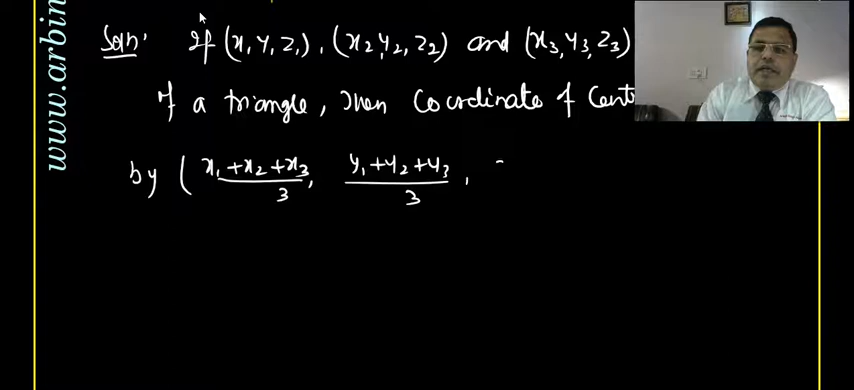 www.arbin
Soln. If (x₁, y₁, z₁), (x₂, y₂, z₂) and (x₃, y₃, z₃)
of a triangle, then coordinate of Cent
by ( x₁+x₂+x₃/3, y₁+y₂+y₃/3,